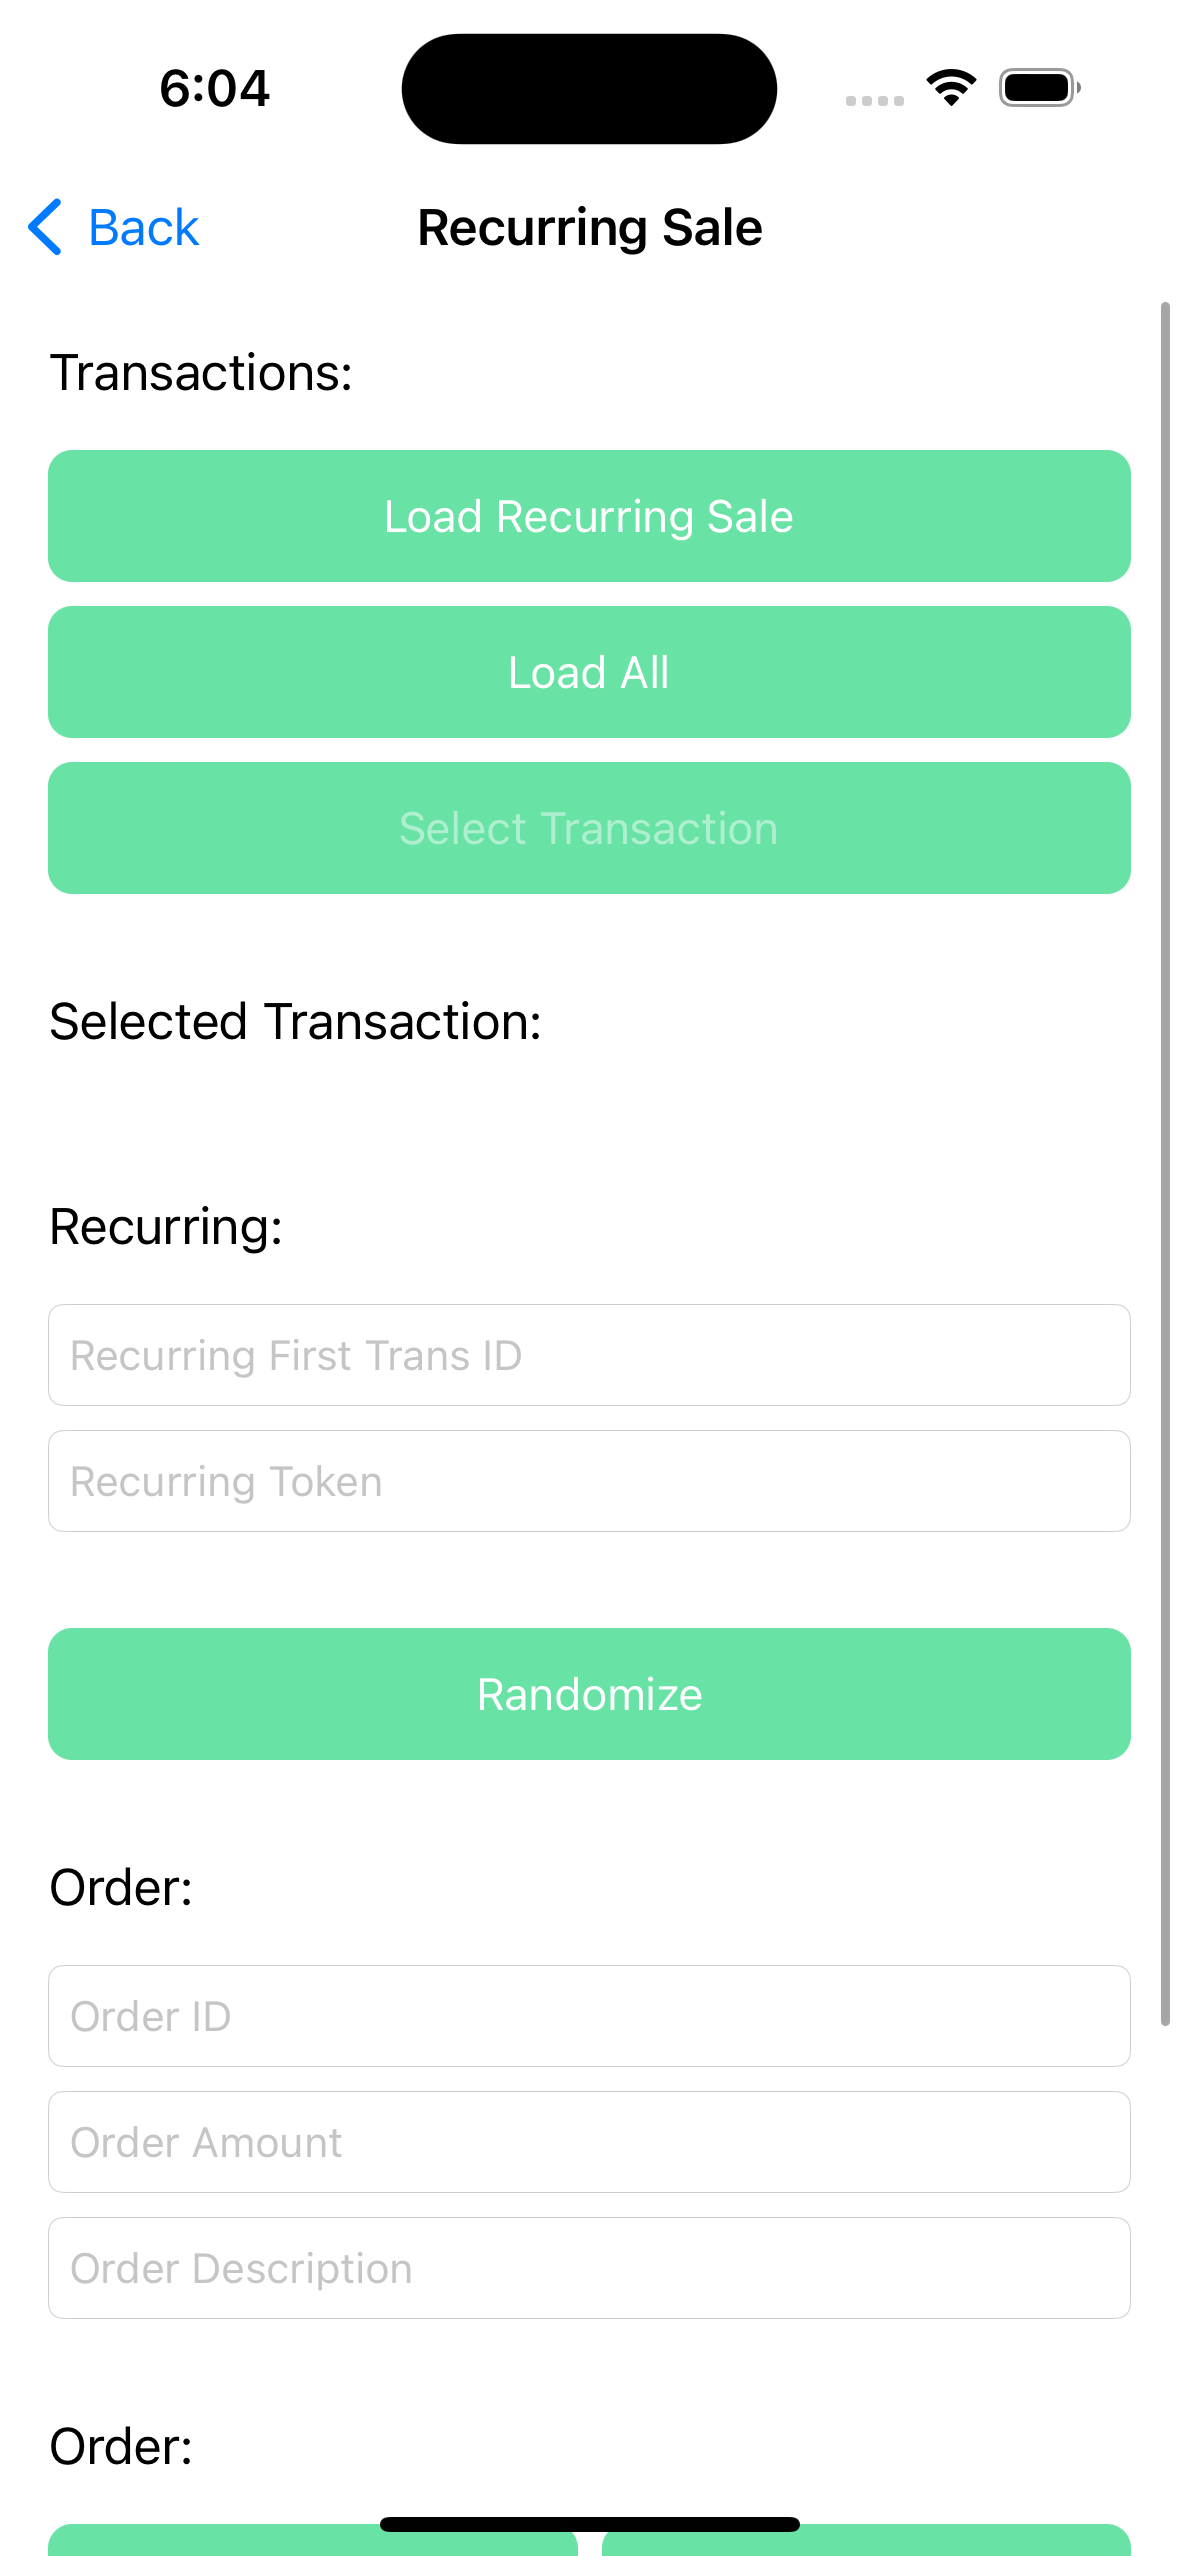 6:04
Back
Recurring Sale
Transactions:
Load Recurring Sale
Load All
Select Transaction
Selected Transaction:
Recurring:
Recurring First Trans ID
Recurring Token
Randomize
Order:
Order ID
Order Amount
Order Description
Order: